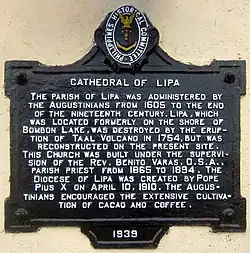 PHILIPPINES HISTORICAL COMMITTEE
CATHEDRAL OF LIPA
THE PARISH OF LIPA WAS ADMINISTERED BY
THE AUGUSTINIANS FROM 1605 TO THE END
OF THE NINETEENTH CENTURY. LIPA, WHICH
WAS LOCATED FORMERLY ON THE SHORE OF
BOMBON LAKE, WAS DESTROYED BY THE ERUP-
TION OF TAAL VOLCANO IN 1754, BUT WAS
RECONSTRUCTED ON THE PRESENT SITE.
THIS CHURCH WAS BUILT UNDER THE SUPERVI-
SION OF THE REV. BENITO VARAS, O.S.A.,
PARISH PRIEST FROM 1865 TO 1894. THE
DIOCESE OF LIPA WAS CREATED BY POPE
PIUS X ON APRIL 10, 1910. THE AUGUS-
TINIANS ENCOURAGED THE EXTENSIVE CULTIVA-
TION OF CACAO AND COFFEE.
1939